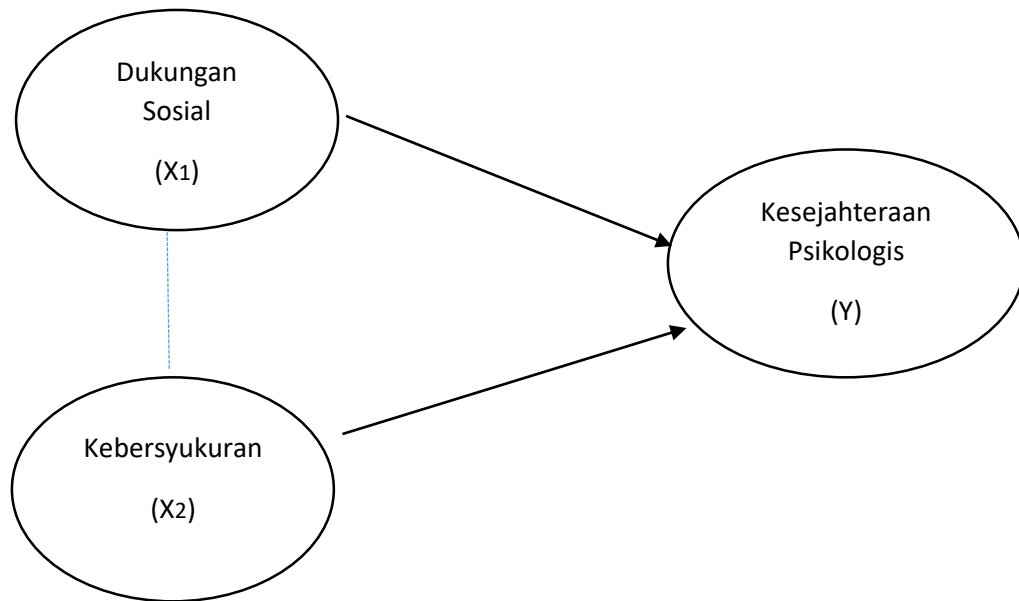 Dukungan
Sosial
(X1)
Kesejahteraan
Psikologis
(Y)
Kebersyukuran
(X2)